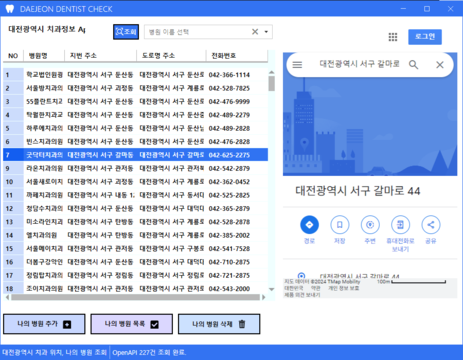 DAEJEON DENTIST CHECK
대전광역시 치과정보 Ap
조회
병원 이름 선택
로그인
NO 병원명 지번 주소 도로명 주소 전화번호
1 학교법인원광 대전광역시 서구 둔산동 대전광역시 서구 둔산로 042-366-1114
2 서울방치과의 대전광역시 서구 괴정동 대전광역시 서구 계룡로 042-528-7825
3 SS플란트치과 대전광역시 서구 둔산동 대전광역시 서구 둔산로 042-476-9999
4 탁월한치과교 대전광역시 서구 둔산동 대전광역시 서구 둔산중 042-489-2279
5 하루에치과의 대전광역시 서구 둔산동 대전광역시 서구 둔산남 042-489-2828
6 빈스치과의원 대전광역시 서구 둔산동 대전광역시 서구 둔산로 042-476-2828
7 굿닥터치과의 대전광역시 서구 갈마동 대전광역시 서구 갈마로 042-625-2275
9 라온치과의원 대전광역시 서구 관저동 대전광역시 서구 관저북 042-542-2879
10 서울새로이치 대전광역시 서구 괴정동 대전광역시 서구 계룡로 042-362-0452
11 까페치과의원 대전광역시 서구 내동 1. 대전광역시 서구 동서대 042-525-2825
12 정담수치과의 대전광역시 서구 둔산동 대전광역시 서구 대덕대 042-365-2879
13 미소라인치과 대전광역시 서구 탄방동 대전광역시 서구 계룡로 042-528-2878
14 엘치과의원 대전광역시 서구 탄방동 대전광역시 서구 계룡로 042-385-2002
15 서울메이치과 대전광역시 서구 관저동 대전광역시 서구 구봉로 042-541-7528
16 더봄구강악안 대전광역시 서구 둔산동 대전광역시 서구 대덕대 042-710-2875
17 정림탑치과의 대전광역시 서구 정림동 대전광역시 서구 정림로 042-721-2875
18 조이치과의원 대전광역시 서구 관저동 대전광역시 서구 관저로 042-543-2000
대전광역시 서구 갈마로
대전광역시 서구 갈마로 44
경로 저장 주변 휴대전화로 보내기 공유
대전광역시 서구 갈마로 44
지도 데이터 ©2024 TMap Mobility 100m
대한민국 약관 개인 정보 보호
제품 의견 보내기
나의 병원 추가
나의 병원 목록
나의 병원 삭제
대전지역 치과 위치, 나의 병원 조회 OpenAPI 227건 조회 완료.